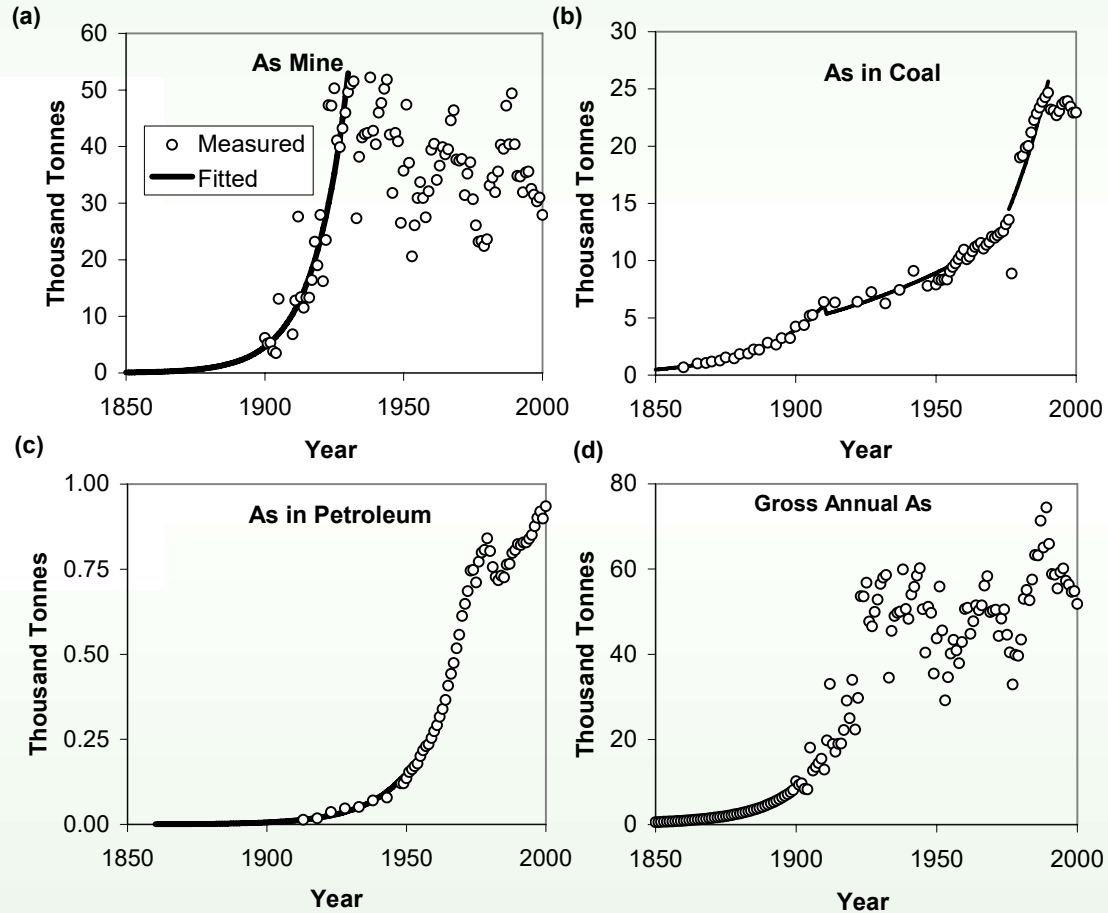 (a)
As Mine
Thousand Tonnes
60
50
40
30
20
10
0
Measured
Fitted
1850
1900
1950
2000
Year
(b)
As in Coal
Thousand Tonnes
30
25
20
15
10
5
0
1850
1900
1950
2000
Year
(c)
As in Petroleum
Thousand Tonnes
1.00
0.75
0.50
0.25
0.00
1850
1900
1950
2000
Year
(d)
Gross Annual As
Thousand Tonnes
80
60
40
20
0
1850
1900
1950
2000
Year